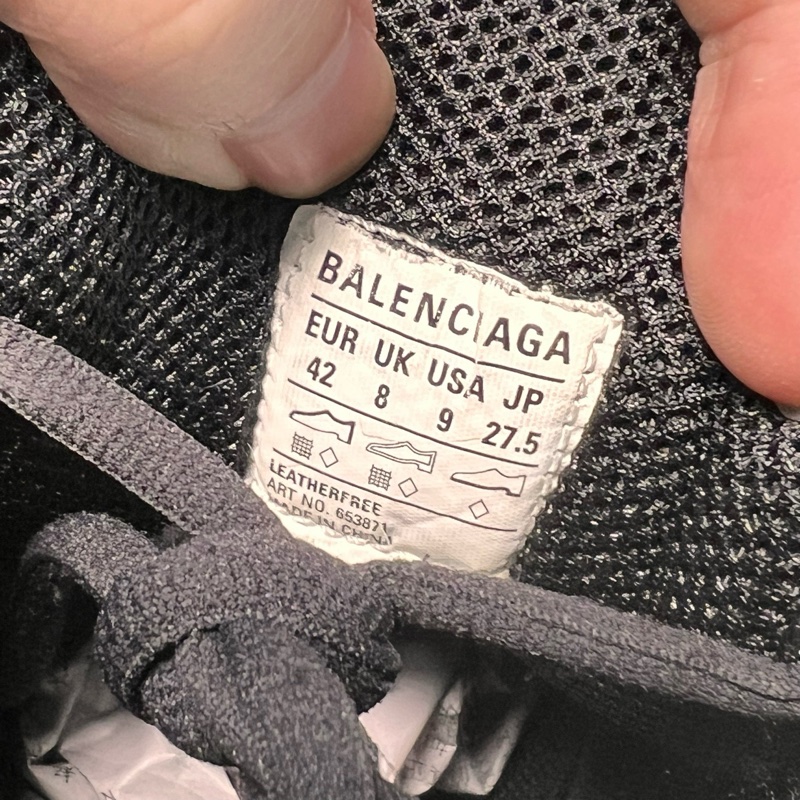 BALENCIAGA
EUR UK USA JP
42 8 9 27.5
LEATHERFREE
ART NO. 653871
MADE IN CHINA